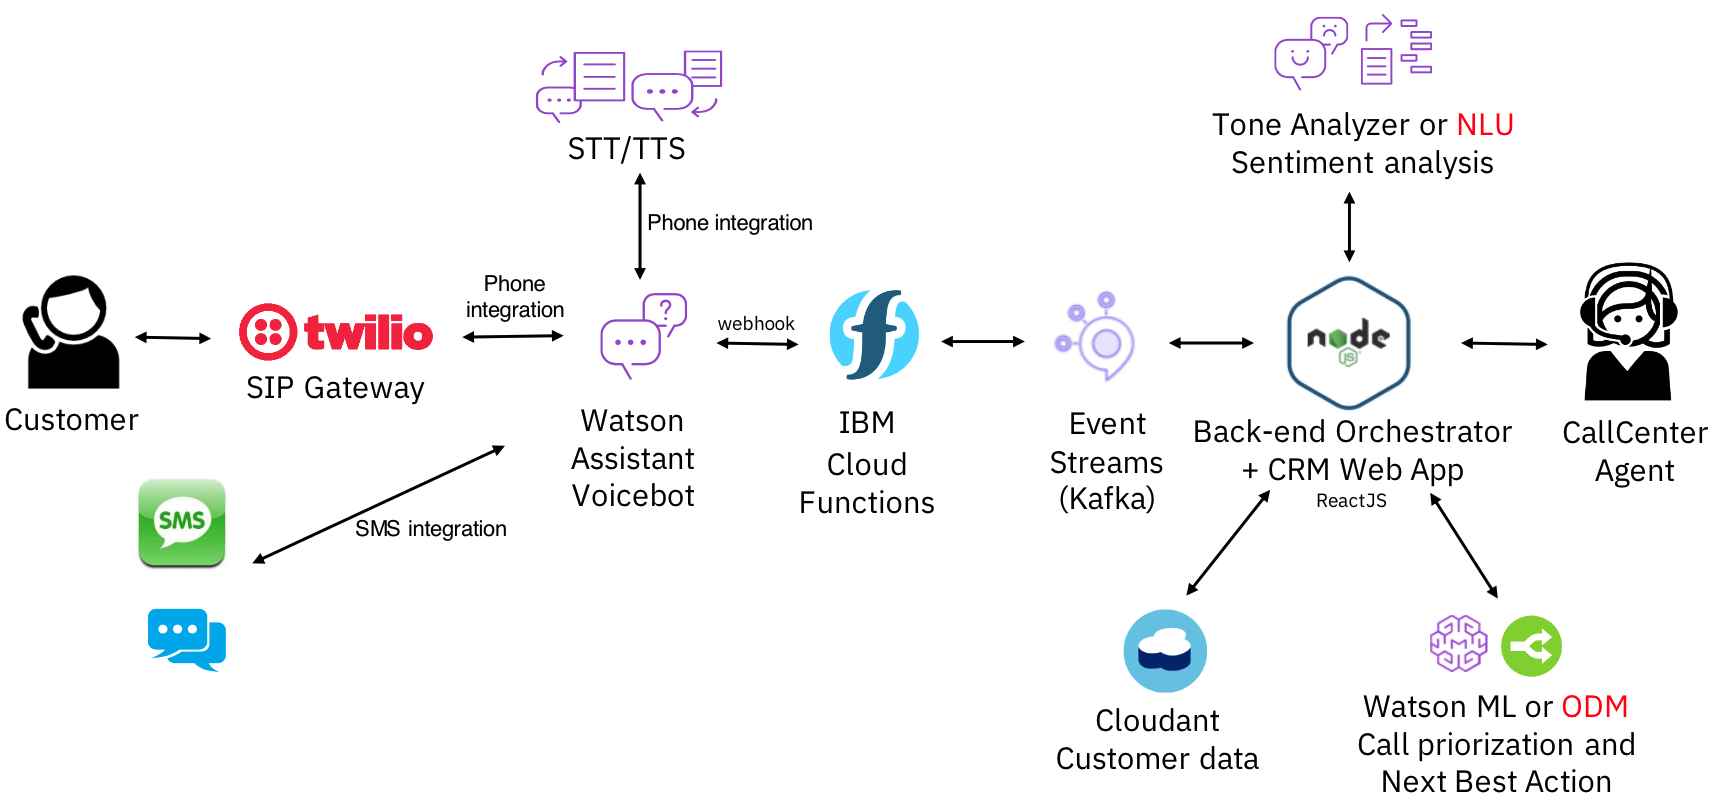 Tone Analyzer or NLU
Sentiment analysis
STT/TTS
Phone integration
Phone
integration
twilio
SIP Gateway
Customer
?
webhook
Watson
Assistant
Voicebot
SMS
SMS integration
f
IBM
Cloud
Functions
Event
Streams
(Kafka)
node
JS
Back-end Orchestrator
+ CRM Web App
ReactJS
CallCenter
Agent
Cloudant
Customer data
Watson ML or ODM
Call priorization and
Next Best Action